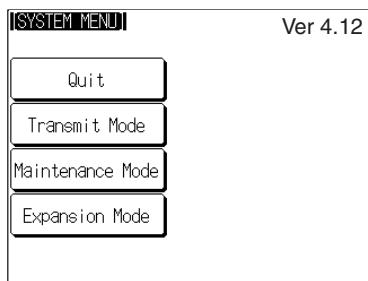 [SYSTEM MENU]
Ver 4.12
Quit
Transmit Mode
Maintenance Mode
Expansion Mode